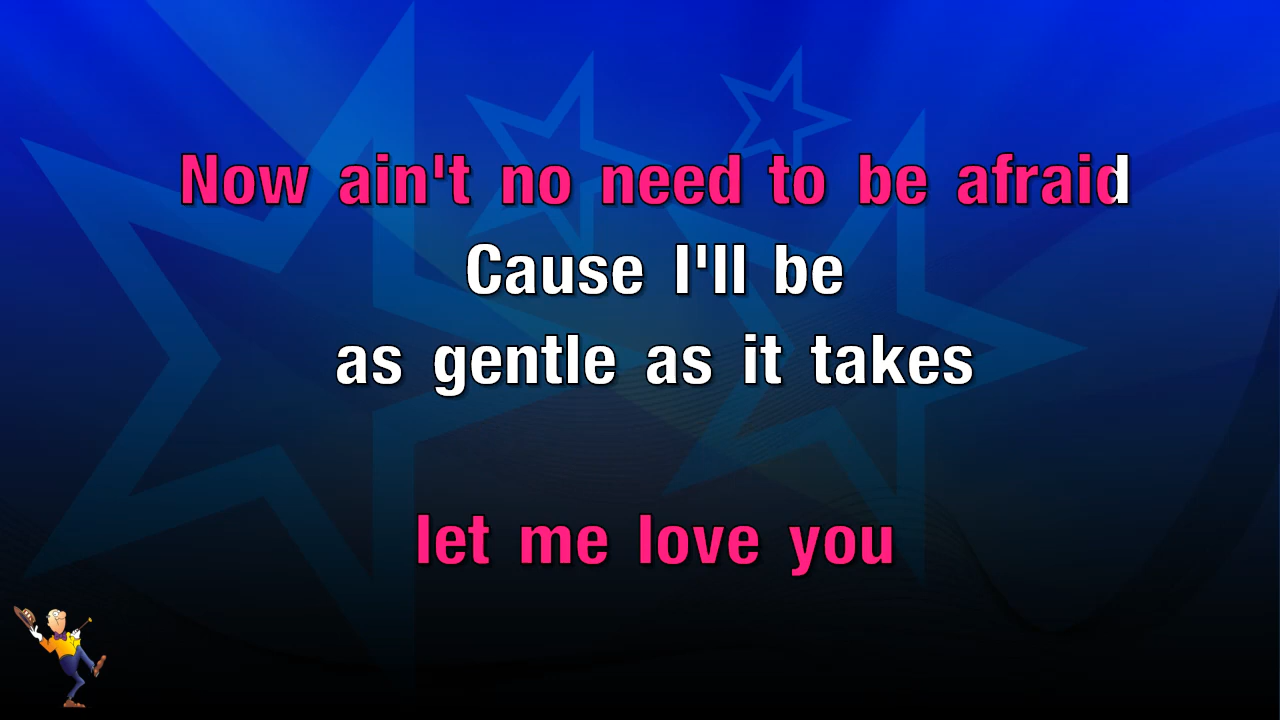 Now ain't no need to be afraid
Cause I'll be
as gentle as it takes
let me love you